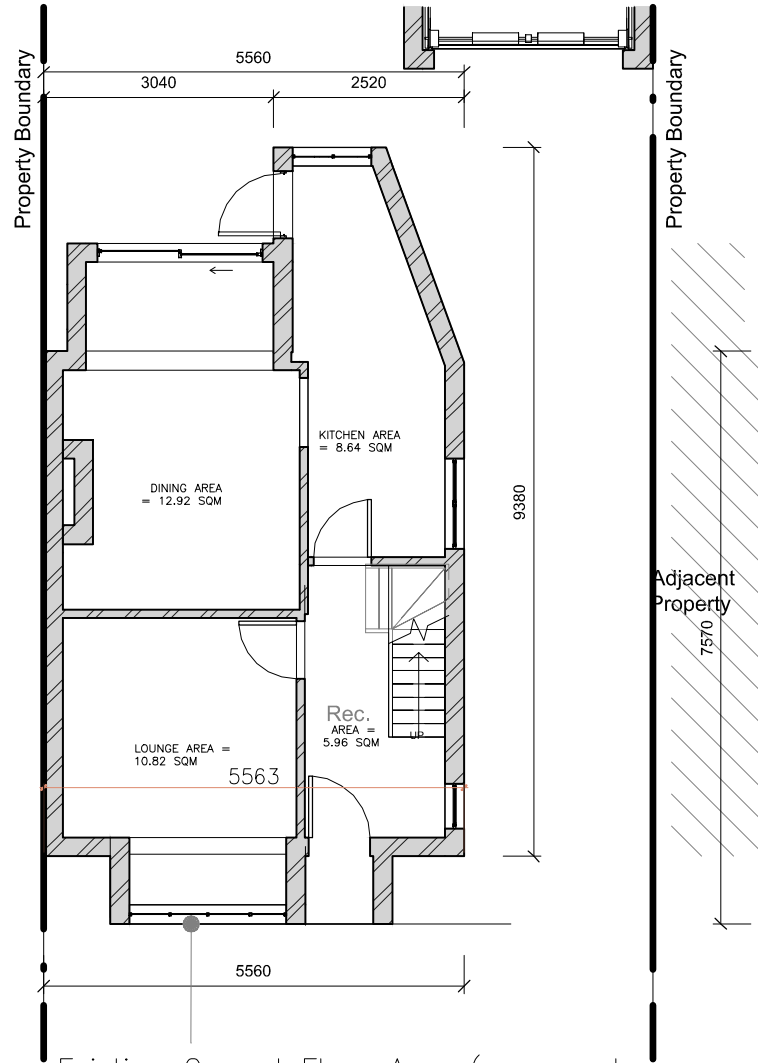 5560
3040
2520
Property Boundary
Property Boundary
KITCHEN AREA
= 8.64 SQM
DINING AREA
= 12.92 SQM
9380
Adjacent
Property
7570
Rec.
AREA =
5.96 SQM
UP
LOUNGE AREA =
10.82 SQM
5563
5560